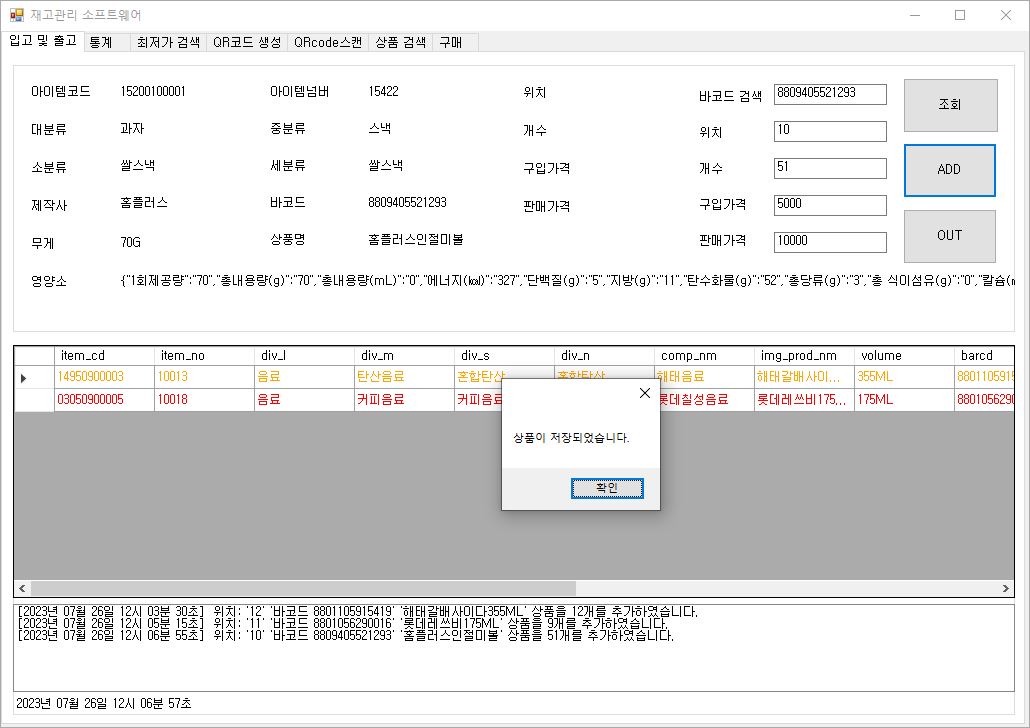 재고관리 소프트웨어
입고 및 출고 통계 최저가 검색 QR코드 생성 QRcode스캔 상품 검색 구매
아이템코드 15200100001 아이템넘버 15422 위치 바코드 검색 8809405521293 조회
대분류 과자 중분류 스낵 개수 위치 10
소분류 쌀스낵 세분류 쌀스낵 구입가격 개수 51 ADD
제작사 홈플러스 바코드 8809405521293 판매가격 구입가격 5000
무게 70G 상품명 홈플러스인절미볼 판매가격 10000 OUT
영양소 {"1회제공량":"70","총내용량(g)":"70","총내용량(mL)":"0","에너지(㎉)":"327","단백질(g)":"5","지방(g)":"11","탄수화물(g)":"52","총당류(g)":"3","총 식이섬유(g)":"0","칼슘(
item_cd item_no div_l div_m div_s div_n comp_nm img_prod_nm volume barcd
14950900003 10013 음료 탄산음료 혼합탄산 혼합탄산 해태음료 해태갈배사이... 355ML 880110591
03050900005 10018 음료 커피음료 커피음료 롯데칠성음료 롯데레쓰비175... 175ML 880105629
상품이 저장되었습니다.
확인
[2023년 07월 26일 12시 03분 30초] 위치: '12' '바코드 8801105915419' '해태갈배사이다355ML' 상품을 12개를 추가하였습니다.
[2023년 07월 26일 12시 05분 15초] 위치: '11' '바코드 8801056290016' '롯데레쓰비175ML' 상품을 9개를 추가하였습니다.
[2023년 07월 26일 12시 06분 55초] 위치: '10' '바코드 8809405521293' '홈플러스인절미볼' 상품을 51개를 추가하였습니다.
2023년 07월 26일 12시 06분 57초